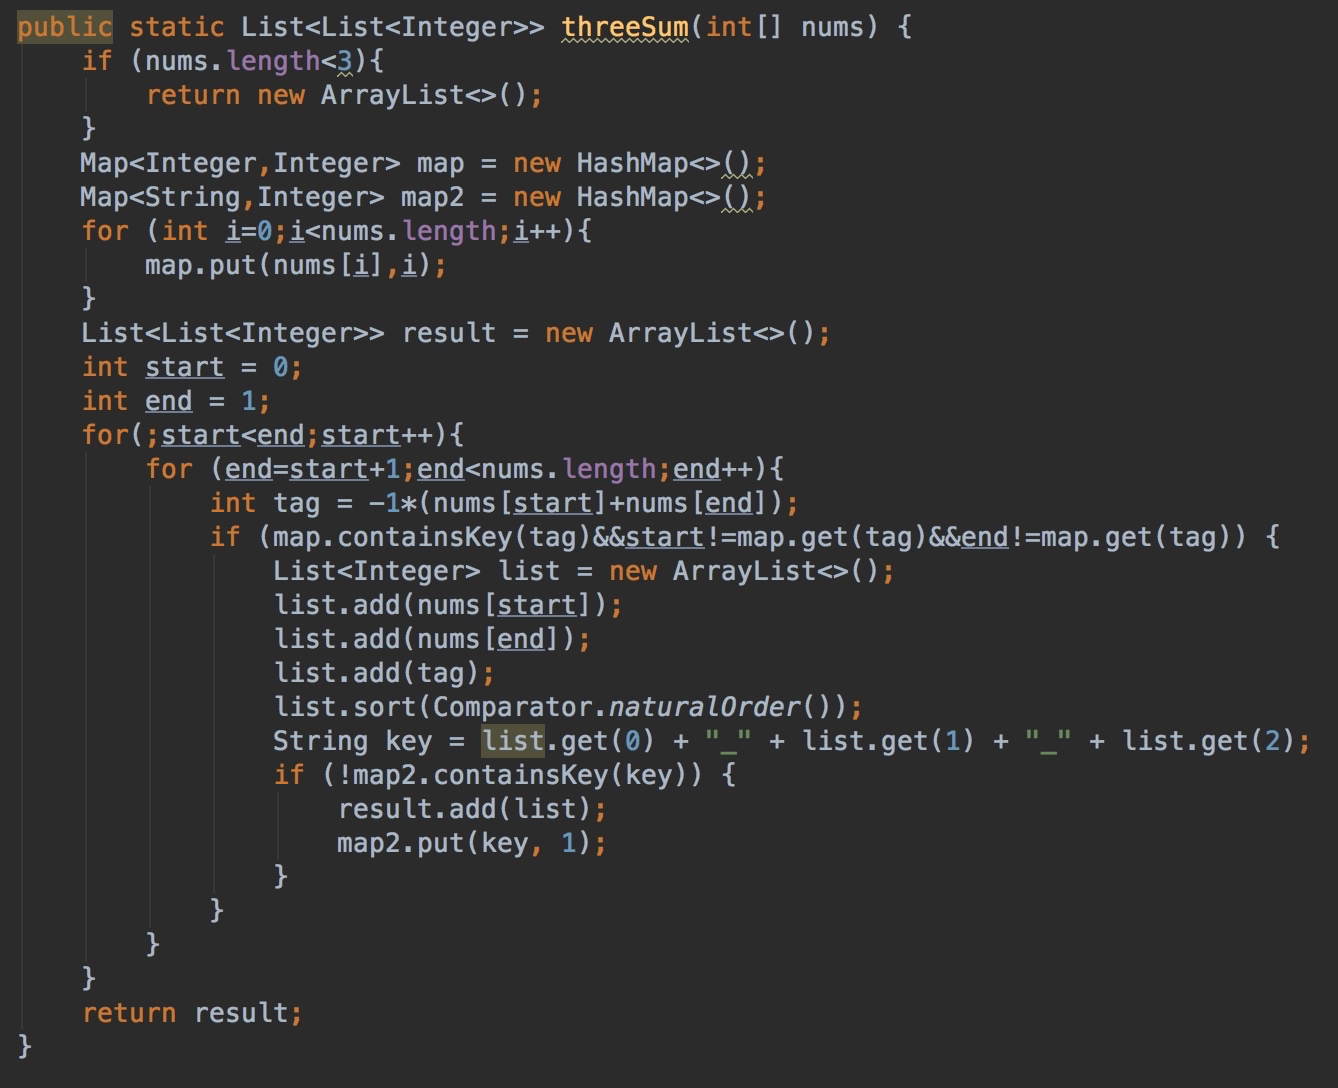 public static List<List<Integer>> threeSum(int[] nums) {
    if (nums.length<3){
        return new ArrayList<>();
    }
    Map<Integer,Integer> map = new HashMap<>();
    Map<String,Integer> map2 = new HashMap<>();
    for (int i=0;i<nums.length;i++){
        map.put(nums[i],i);
    }
    List<List<Integer>> result = new ArrayList<>();
    int start = 0;
    int end = 1;
    for(;start<end;start++){
        for (end=start+1;end<nums.length;end++){
            int tag = -1*(nums[start]+nums[end]);
            if (map.containsKey(tag)&&start!=map.get(tag)&&end!=map.get(tag)) {
                List<Integer> list = new ArrayList<>();
                list.add(nums[start]);
                list.add(nums[end]);
                list.add(tag);
                list.sort(Comparator.naturalOrder());
                String key = list.get(0) + "_" + list.get(1) + "_" + list.get(2);
                if (!map2.containsKey(key)) {
                    result.add(list);
                    map2.put(key, 1);
                }
            }
        }
    }
    return result;
}